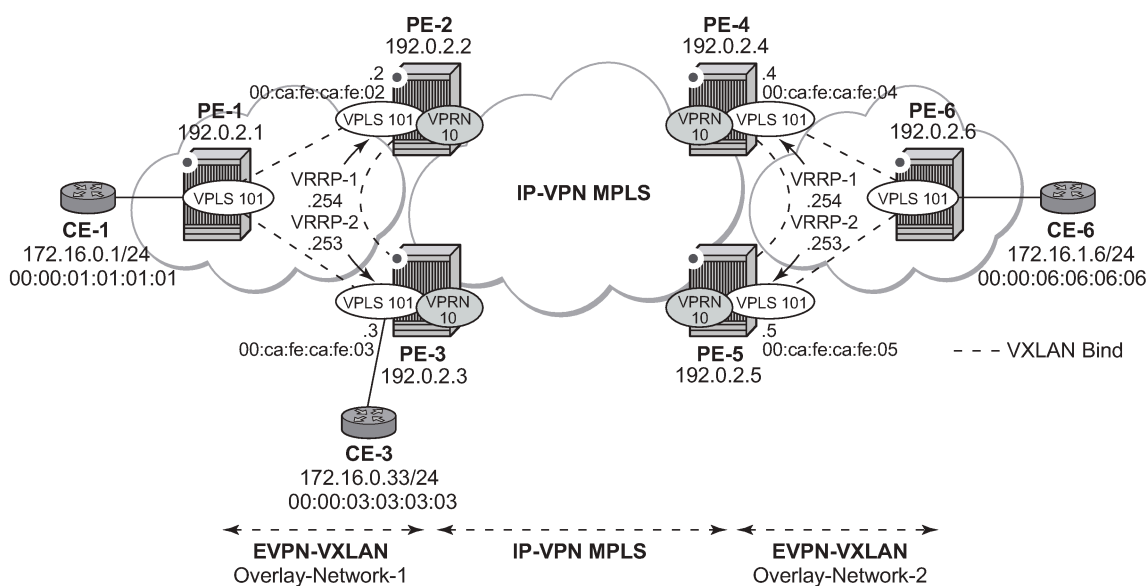 PE-2
192.0.2.2
.2
00:ca:fe:ca:fe:02
VPLS 101
VPRN
10
PE-4
192.0.2.4
.4
00:ca:fe:ca:fe:04
VPRN
10
VPLS 101
PE-1
192.0.2.1
VPLS 101
CE-1
172.16.0.1/24
00:00:01:01:01:01
VRRP-1
.254
VRRP-2
.253
IP-VPN MPLS
VRRP-1
.254
VRRP-2
.253
PE-6
192.0.2.6
VPLS 101
CE-6
172.16.1.6/24
00:00:06:06:06:06
VPLS 101
VPRN
10
.3
00:ca:fe:ca:fe:03
PE-3
192.0.2.3
VPRN
10
VPLS 101
.5
00:ca:fe:ca:fe:05
PE-5
192.0.2.5
VXLAN Bind
CE-3
172.16.0.33/24
00:00:03:03:03:03
EVPN-VXLAN
Overlay-Network-1
IP-VPN MPLS
EVPN-VXLAN
Overlay-Network-2